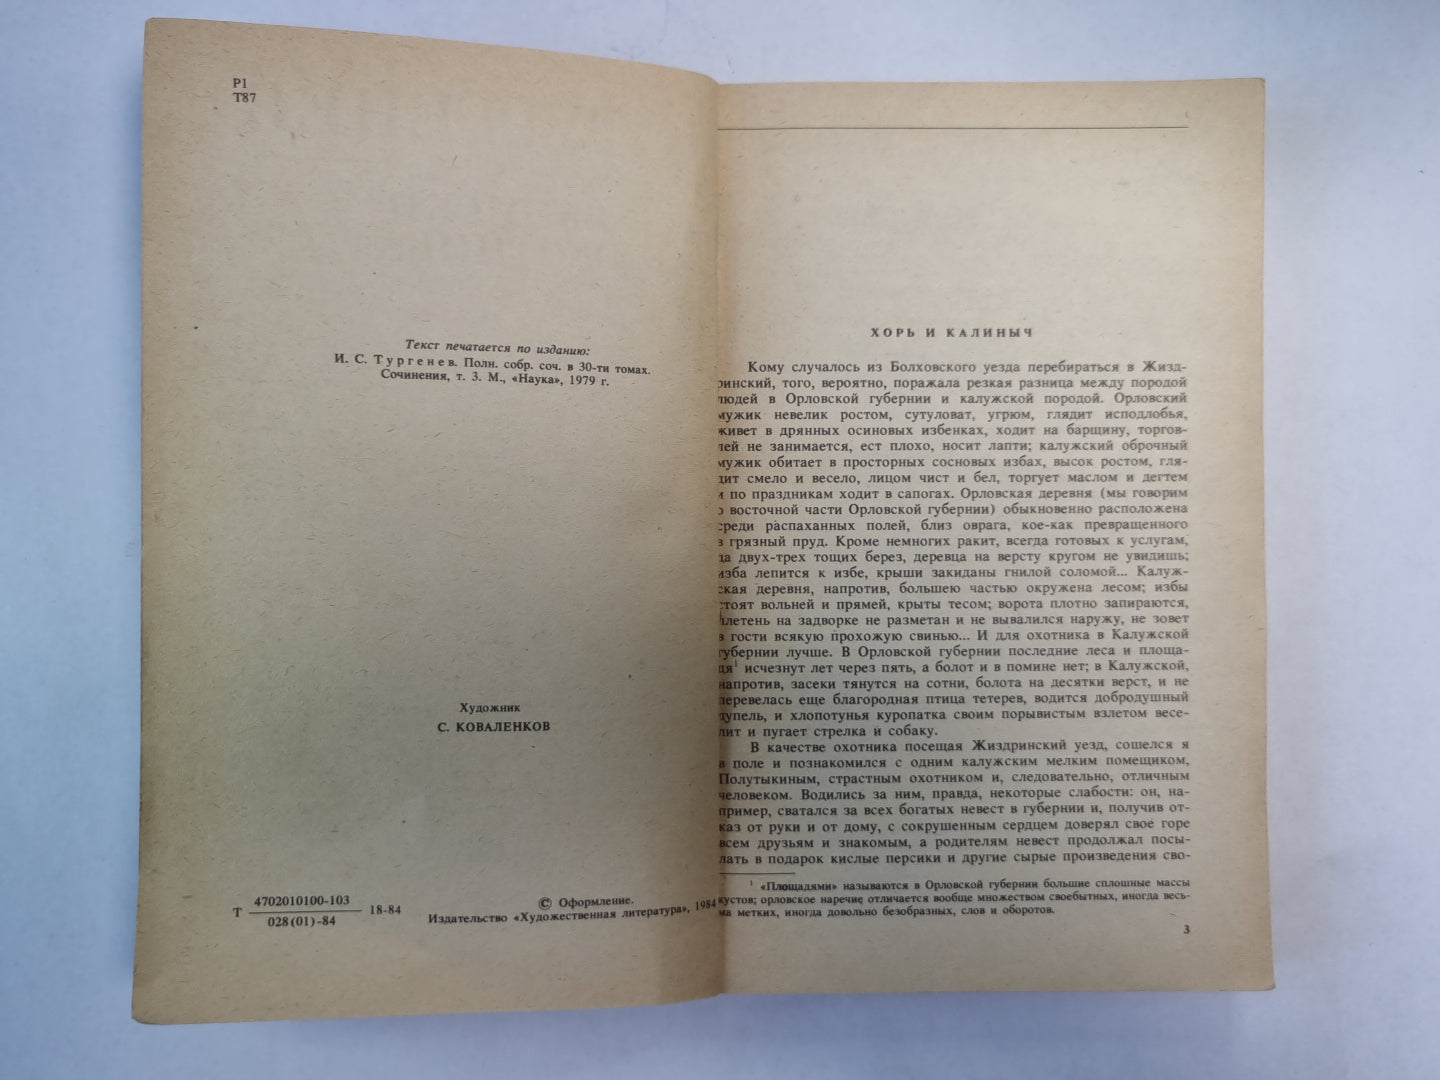 Р1
Т87
Текст печатается по изданию:
И. С. Тургенев. Полн. собр. соч. в 30-ти томах.
Сочинения, т. 3. М., «Наука», 1979 г.
Художник
С. КОВАЛЕНКОВ
Т 4702010100-103 18-84
028(01)-84
© Оформление.
Издательство «Художественная литература», 1984
ХОРЬ И КАЛИНЫЧ
Кому случалось из Болховского уезда перебираться в Жизд-
ринский, того, вероятно, поражала резкая разница между породой
людей в Орловской губернии и калужской породой. Орловский
мужик невелик ростом, сутуловат, угрюм, глядит исподлобья,
живет в дрянных осиновых избенках, ходит на барщину, торгов-
лей не занимается, ест плохо, носит лапти; калужский оброчный
мужик обитает в просторных сосновых избах, высок ростом, гля-
дит смело и весело, лицом чист и бел, торгует маслом и дегтем
и по праздникам ходит в сапогах. Орловская деревня (мы говорим
о восточной части Орловской губернии) обыкновенно расположена
среди распаханных полей, близ оврага, кое-как превращенного
в грязный пруд. Кроме немногих ракит, всегда готовых к услугам,
да двух-трех тощих берез, деревца на версту кругом не увидишь;
изба лепится к избе, крыши закиданы гнилой соломой... Калуж-
ская деревня, напротив, большею частью окружена лесом; избы
стоят вольней и прямей, крыты тесом; ворота плотно запираются,
плетень на задворке не разметан и не вывалился наружу, не зовет
в гости всякую прохожую свинью... И для охотника в Калужской
губернии лучше. В Орловской губернии последние леса и площа-
дя¹ исчезнут лет через пять, а болот и в помине нет; в Калужской,
напротив, засеки тянутся на сотни, болота на десятки верст, и не
перевелась еще благородная птица тетерев, водится добродушный
дупель, и хлопотунья куропатка своим порывистым взлетом весе-
лит и пугает стрелка и собаку.
В качестве охотника посещая Жиздринский уезд, сошелся я
в поле и познакомился с одним калужским мелким помещиком,
Полутыкиным, страстным охотником и, следовательно, отличным
человеком. Водились за ним, правда, некоторые слабости: он, на-
пример, сватался за всех богатых невест в губернии и, получив от-
каз от руки и от дому, с сокрушенным сердцем доверял свое горе
всем друзьям и знакомым, а родителям невест продолжал посы-
лать в подарок кислые персики и другие сырые произведения сво-
¹ «Площадями» называются в Орловской губернии большие сплошные массы
кустов; орловское наречие отличается вообще множеством своебытных, иногда весь-
ма метких, иногда довольно безобразных, слов и оборотов.
3